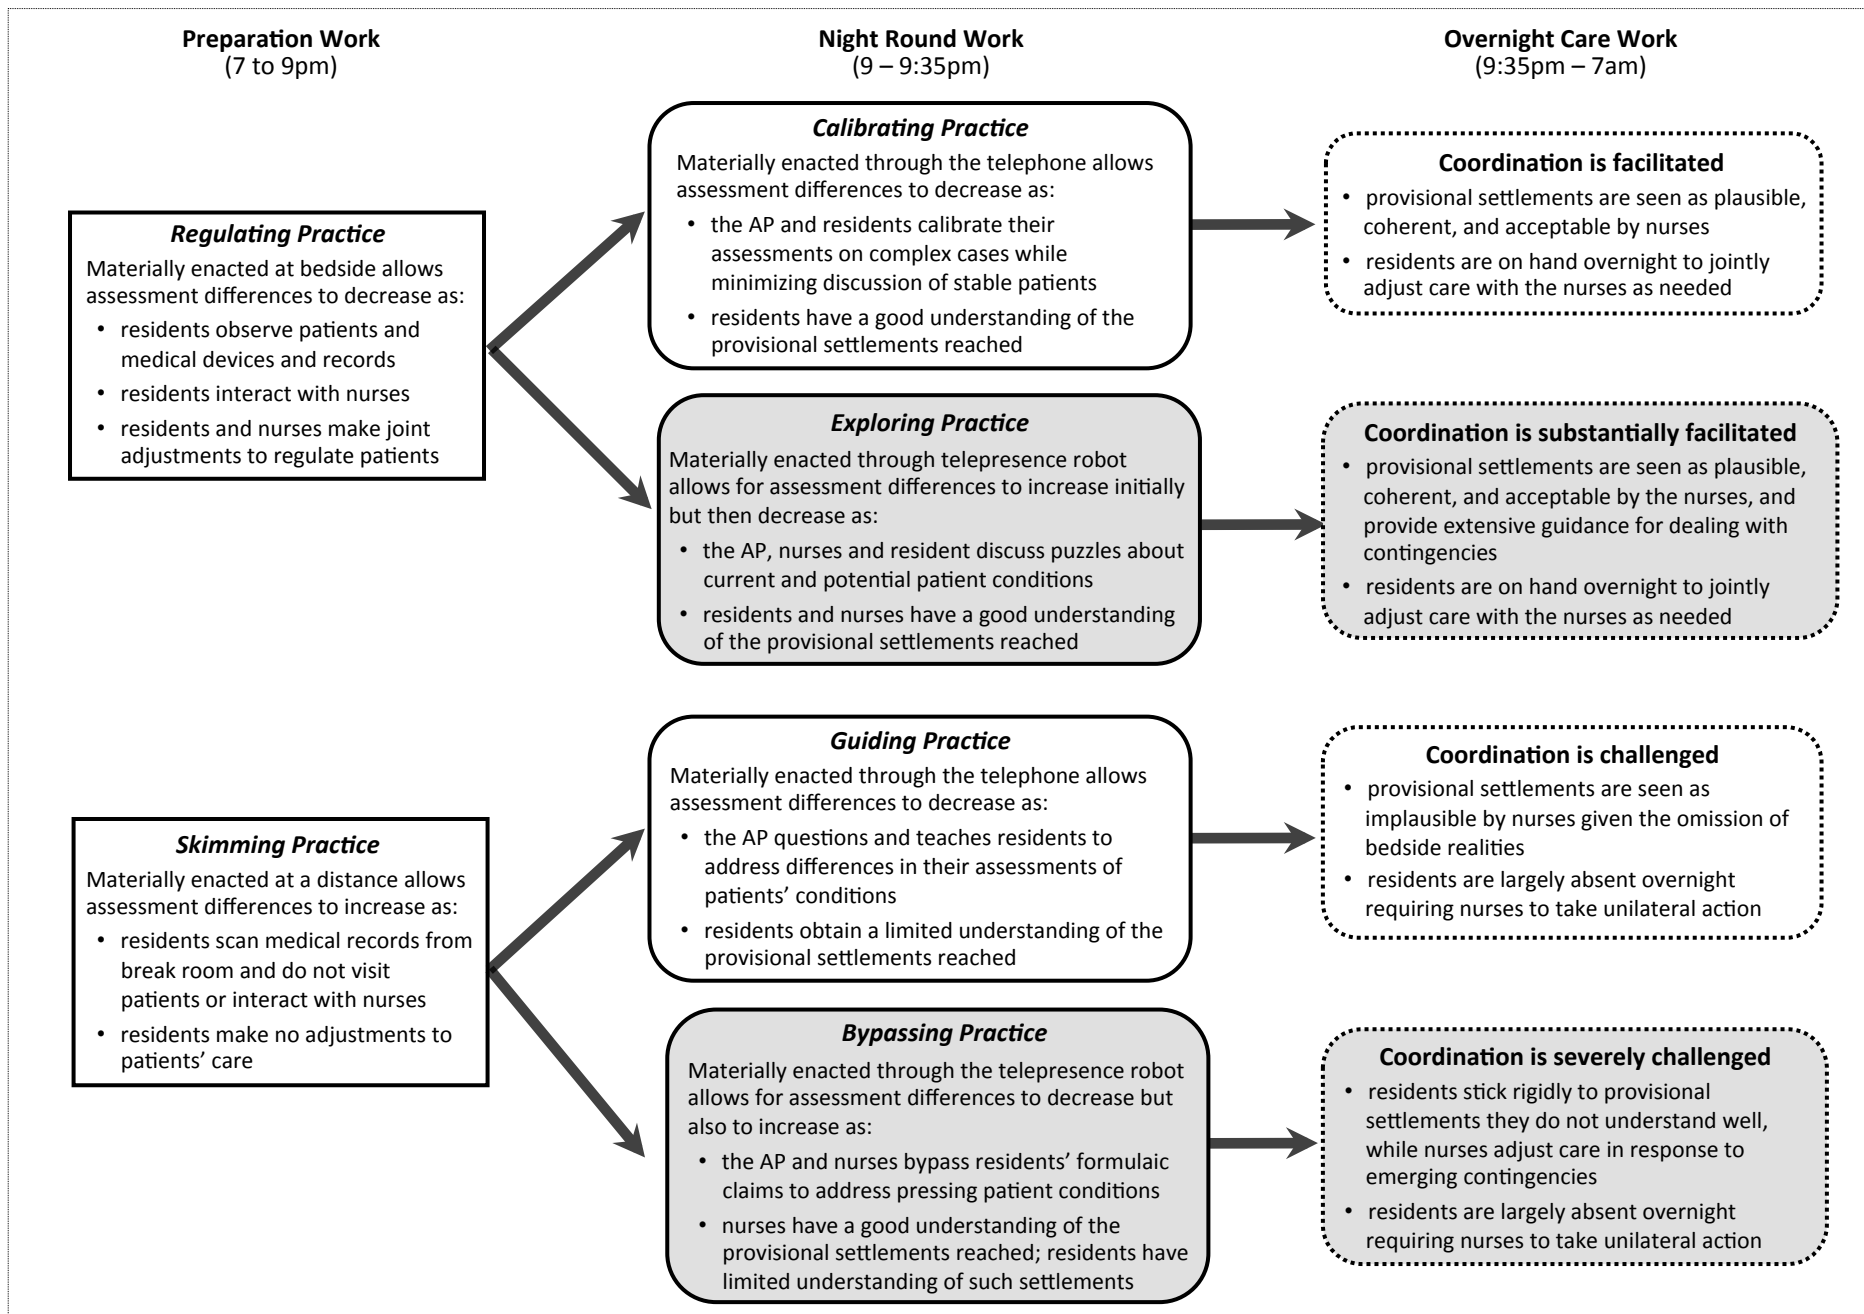 Preparation Work
(7 to 9pm)
Night Round Work
(9 – 9:35pm)
Overnight Care Work
(9:35pm – 7am)
Regulating Practice
Materially enacted at bedside allows
assessment differences to decrease as:
• residents observe patients and
medical devices and records
• residents interact with nurses
• residents and nurses make joint
adjustments to regulate patients
Calibrating Practice
Materially enacted through the telephone allows
assessment differences to decrease as:
• the AP and residents calibrate their
assessments on complex cases while
minimizing discussion of stable patients
• residents have a good understanding of the
provisional settlements reached
Coordination is facilitated
• provisional settlements are seen as plausible,
coherent, and acceptable by nurses
• residents are on hand overnight to jointly
adjust care with the nurses as needed
Exploring Practice
Materially enacted through telepresence robot
allows for assessment differences to increase initially
but then decrease as:
• the AP, nurses and resident discuss puzzles about
current and potential patient conditions
• residents and nurses have a good understanding
of the provisional settlements reached
Coordination is substantially facilitated
• provisional settlements are seen as plausible,
coherent, and acceptable by the nurses, and
provide extensive guidance for dealing with
contingencies
• residents are on hand overnight to jointly
adjust care with the nurses as needed
Skimming Practice
Materially enacted at a distance allows
assessment differences to increase as:
• residents scan medical records from
break room and do not visit
patients or interact with nurses
• residents make no adjustments to
patients’ care
Guiding Practice
Materially enacted through the telephone allows
assessment differences to decrease as:
• the AP questions and teaches residents to
address differences in their assessments of
patients’ conditions
• residents obtain a limited understanding of the
provisional settlements reached
Coordination is challenged
• provisional settlements are seen as
implausible by nurses given the omission of
bedside realities
• residents are largely absent overnight
requiring nurses to take unilateral action
Bypassing Practice
Materially enacted through the telepresence robot
allows for assessment differences to decrease but
also to increase as:
• the AP and nurses bypass residents’ formulaic
claims to address pressing patient conditions
• nurses have a good understanding of the
provisional settlements reached; residents have
limited understanding of such settlements
Coordination is severely challenged
• residents stick rigidly to provisional
settlements they do not understand well,
while nurses adjust care in response to
emerging contingencies
• residents are largely absent overnight
requiring nurses to take unilateral action